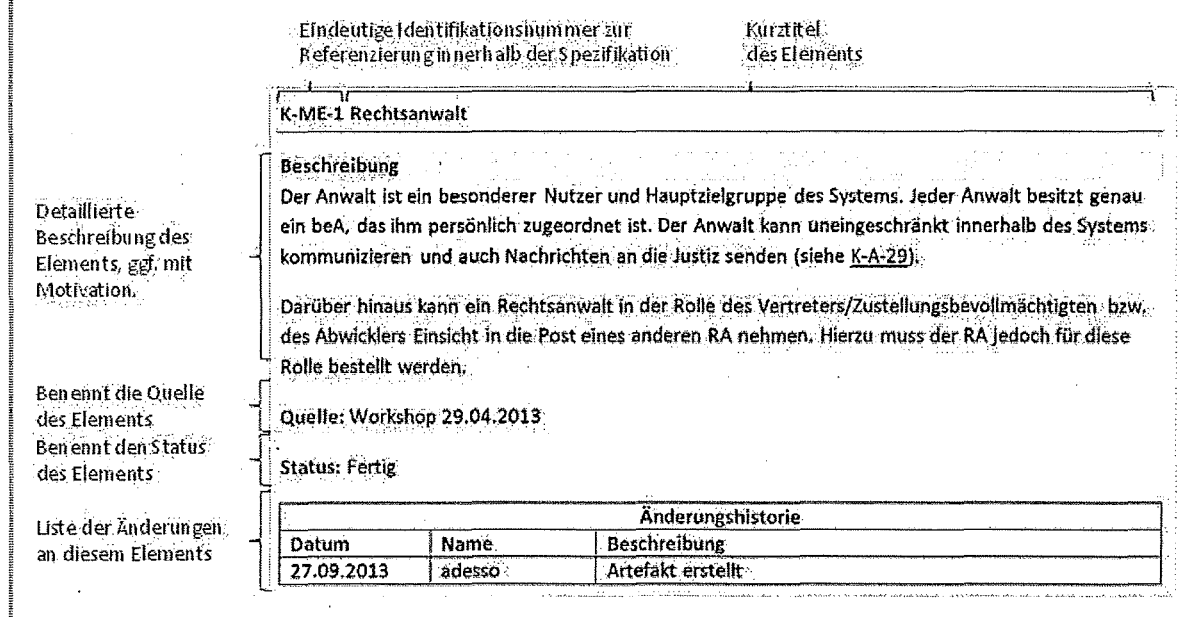 Eindeutige Identifikationsnummer zur
Referenzierung innerhalb der Spezifikation
Kurztitel
des Elements
K-ME-1 Rechtsanwalt
Detaillierte
Beschreibung des
Elements, ggf. mit
Motivation.
Beschreibung
Der Anwalt ist ein besonderer Nutzer und Hauptzielgruppe des Systems. Jeder Anwalt besitzt genau
ein beA, das ihm persönlich zugeordnet ist. Der Anwalt kann uneingeschränkt innerhalb des Systems
kommunizieren und auch Nachrichten an die Justiz senden (siehe K-A-29).
Darüber hinaus kann ein Rechtsanwalt in der Rolle des Vertreters/Zustellungsbevollmächtigten bzw.
des Abwicklers Einsicht in die Post eines anderen RA nehmen. Hierzu muss der RA jedoch für diese
Rolle bestellt werden.
Benennt die Quelle
des Elements
Quelle: Workshop 29.04.2013
Benennt den Status
des Elements
Status: Fertig
Liste der Änderungen
an diesem Elements
Änderungshistorie
Datum Name Beschreibung
27.09.2013 adesso Artefakt erstellt